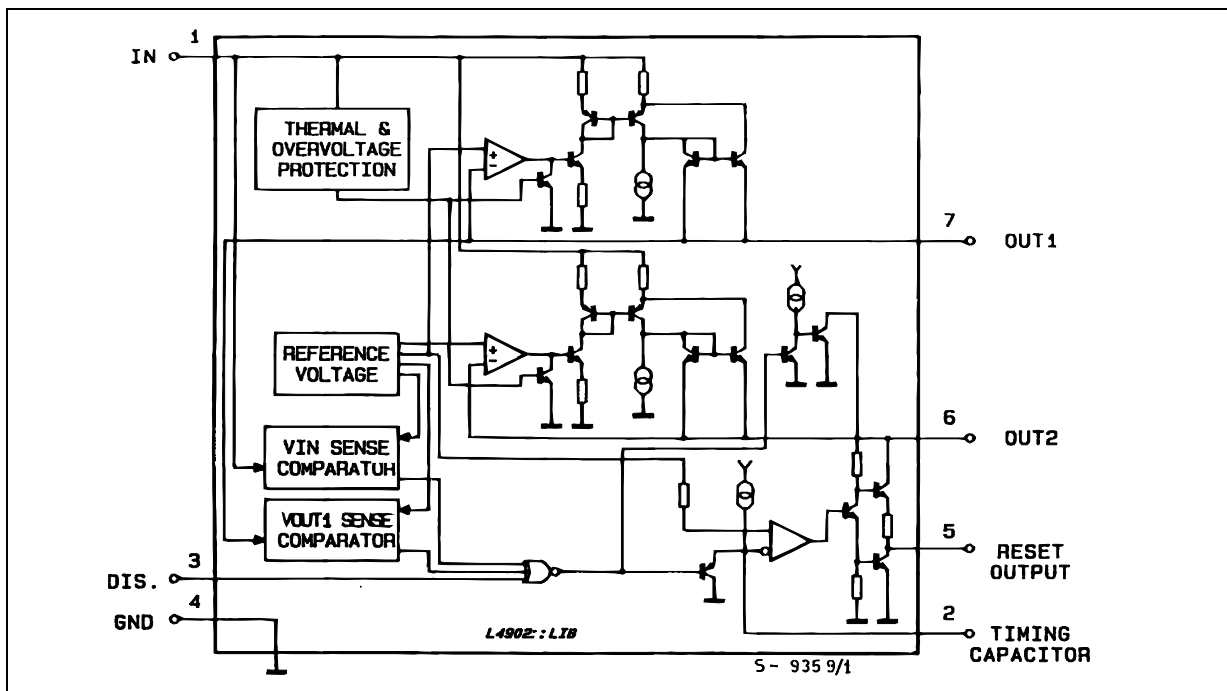 1
IN
THERMAL &
OVERVOLTAGE
PROTECTION
+
-
7
OUT1
REFERENCE
VOLTAGE
+
-
6
OUT2
VIN SENSE
COMPARATUH
VOUT1 SENSE
COMPARATOR
5
RESET
OUTPUT
3
DIS.
4
GND
2
TIMING
CAPACITOR
L4902::LIB
S - 935 9/1